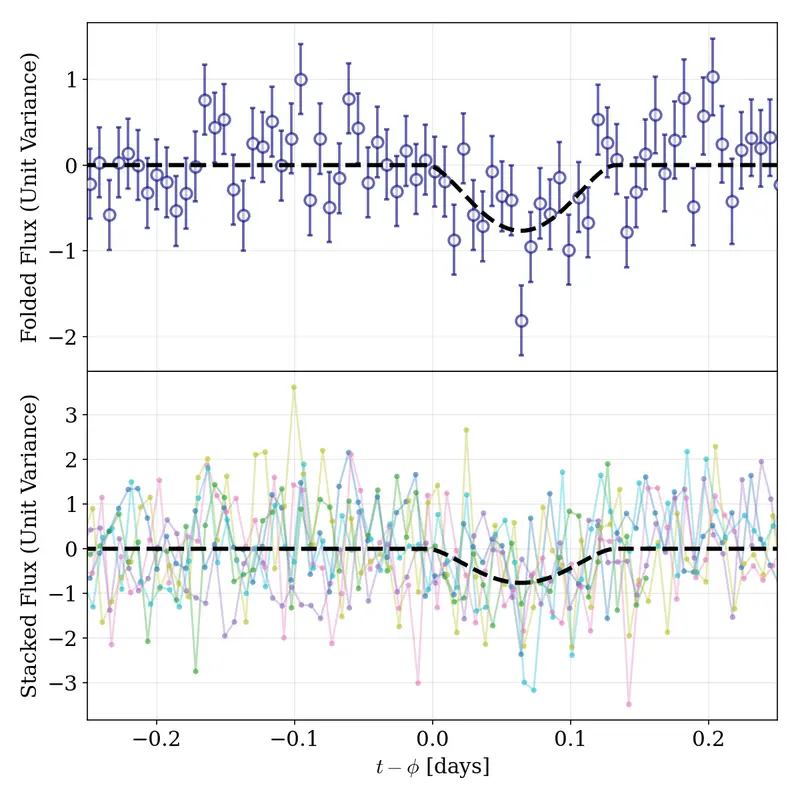 Folded Flux (Unit Variance)
1
0
−1
−2
Stacked Flux (Unit Variance)
3
2
1
0
−1
−2
−3
−0.2 −0.1 0.0 0.1 0.2
t − ϕ [days]